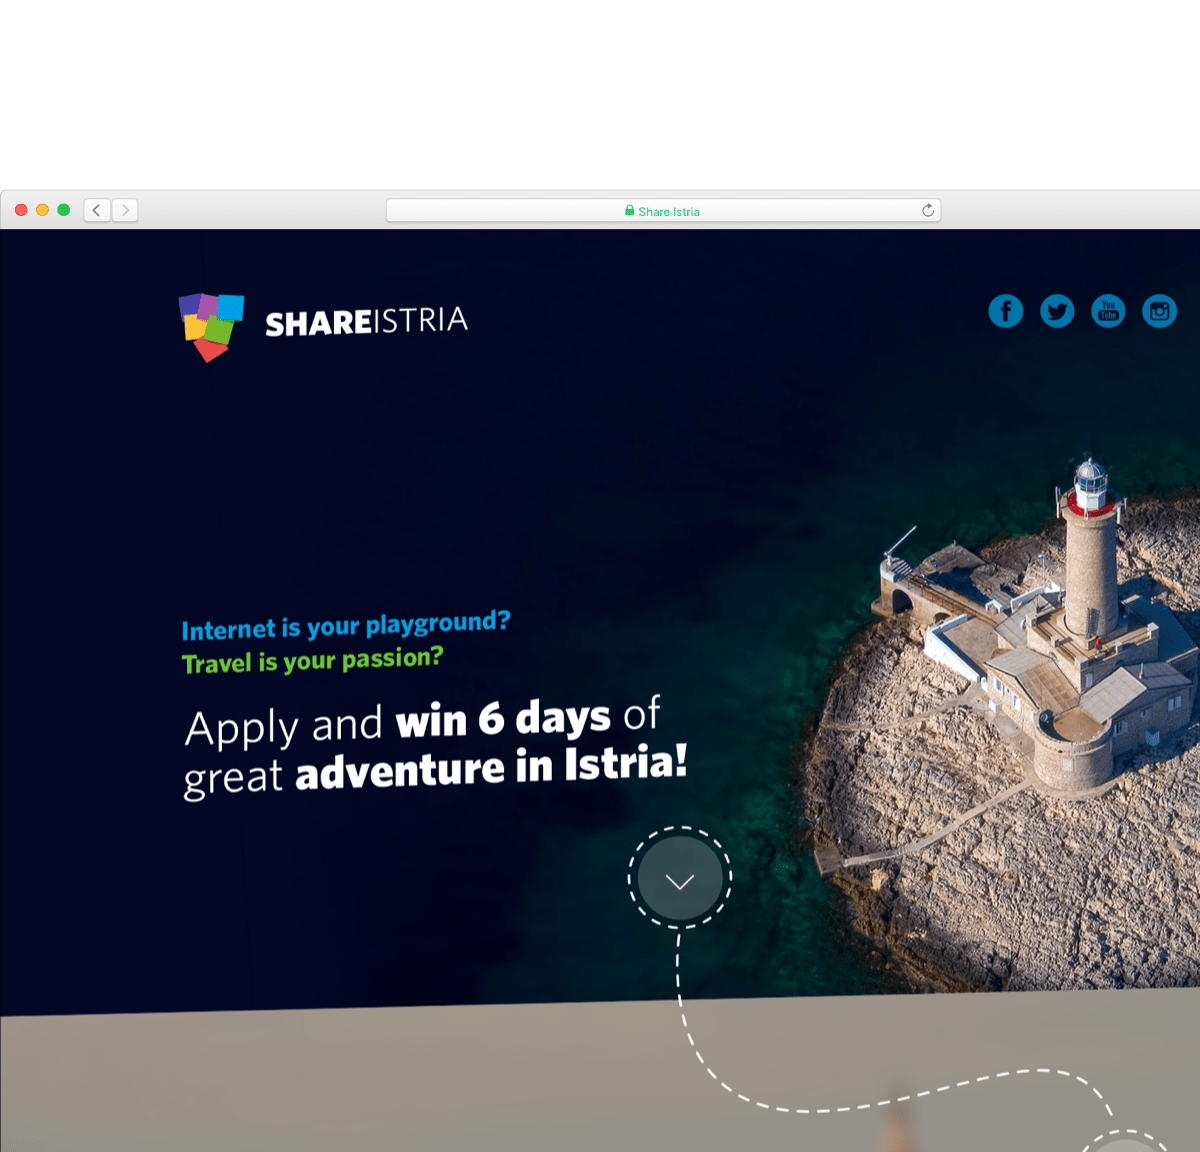 Share Istria
SHAREISTRIA
You
Tube
Internet is your playground?
Travel is your passion?
Apply and win 6 days of
great adventure in Istria!